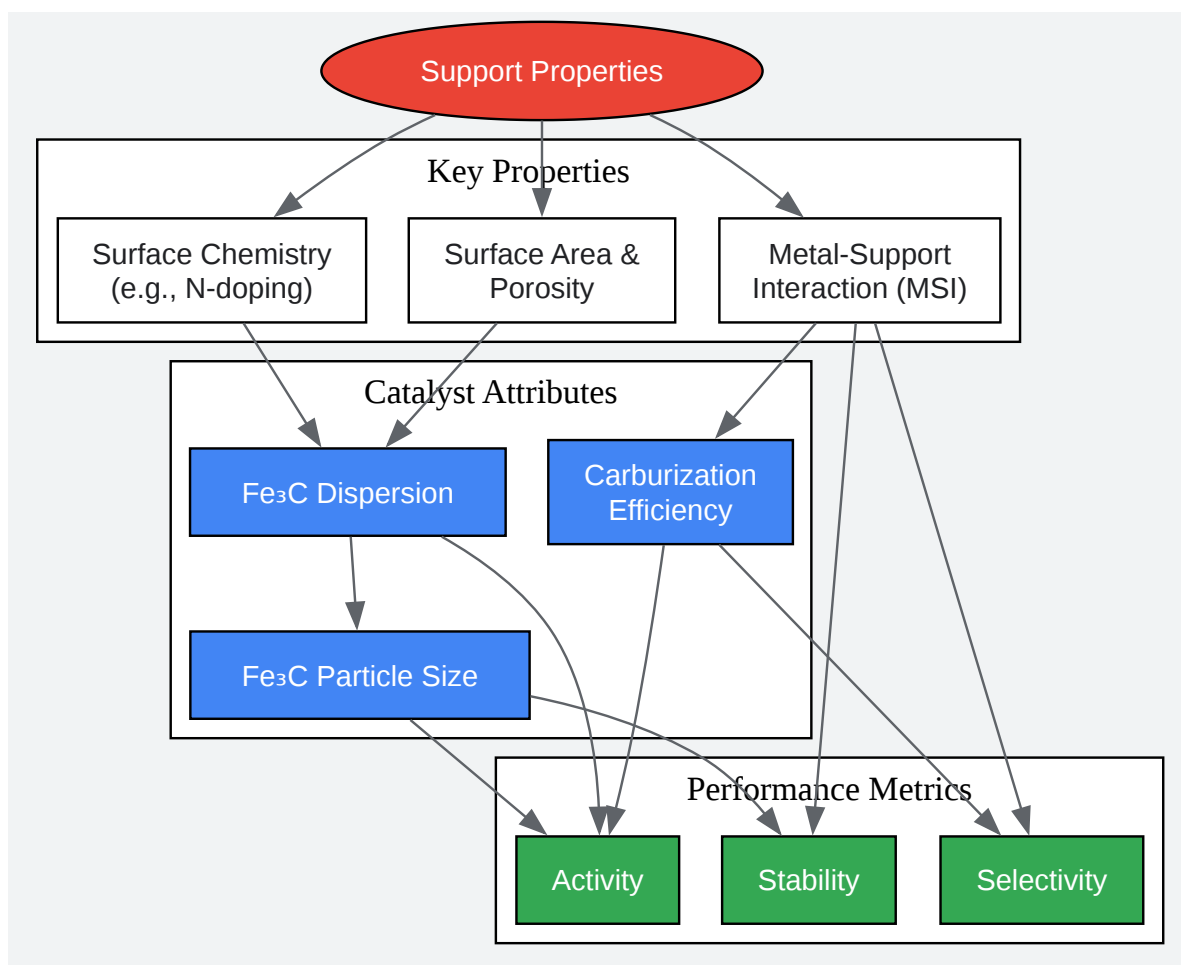 Support Properties
Key Properties
Surface Chemistry
(e.g., N-doping)
Surface Area &
Porosity
Metal-Support
Interaction (MSI)
Catalyst Attributes
Fe₃C Dispersion
Carburization
Efficiency
Fe₃C Particle Size
Performance Metrics
Activity
Stability
Selectivity